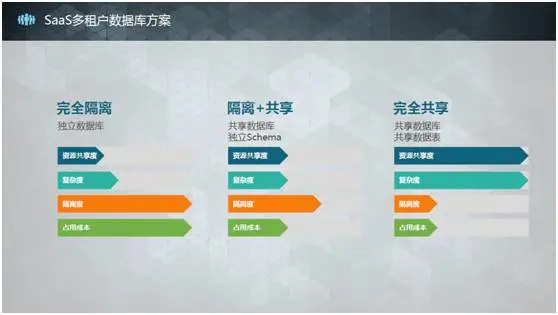 SaaS多租户数据库方案
完全隔离
独立数据库
资源共享度
复杂度
隔离度
占用成本
隔离+共享
共享数据库
独立Schema
资源共享度
复杂度
隔离度
占用成本
完全共享
共享数据库
共享数据表
资源共享度
复杂度
隔离度
占用成本